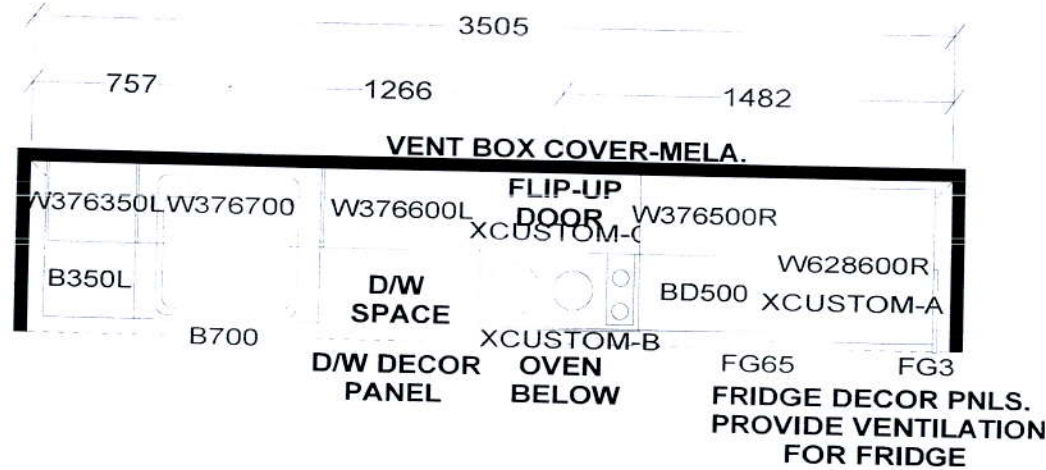 3505
757
1266
1482
VENT BOX COVER-MELA.
W376350L
W376700
W376600L
FLIP-UP
DOOR
XCUSTOM-C
W376500R
W628600R
B350L
D/W
SPACE
BD500
XCUSTOM-A
B700
XCUSTOM-B
D/W DECOR
PANEL
OVEN
BELOW
FG65
FG3
FRIDGE DECOR PNLS.
PROVIDE VENTILATION
FOR FRIDGE